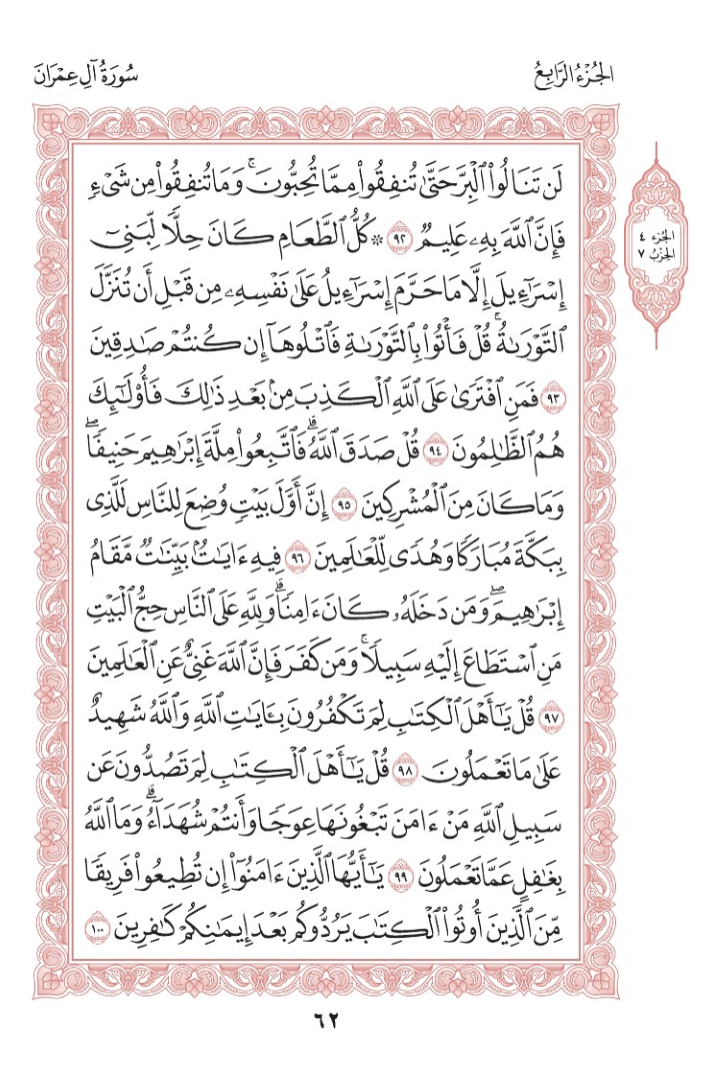 الجُزْءُ الرَّابِعُ
سُورَةُ آلِ عِمْرَانَ
لَن تَنَالُوا۟ ٱلْبِرَّ حَتَّىٰ تُنفِقُوا۟ مِمَّا تُحِبُّونَ ۚ وَمَا تُنفِقُوا۟ مِن شَىْءٍ
فَإِنَّ ٱللَّهَ بِهِۦ عَلِيمٌ ٩٢ ۞ كُلُّ ٱلطَّعَامِ كَانَ حِلًّا لِّبَنِىٓ
إِسْرَٰٓءِيلَ إِلَّا مَا حَرَّمَ إِسْرَٰٓءِيلُ عَلَىٰ نَفْسِهِۦ مِن قَبْلِ أَن تُنَزَّلَ
ٱلتَّوْرَىٰةُ ۗ قُلْ فَأْتُوا۟ بِٱلتَّوْرَىٰةِ فَٱتْلُوهَآ إِن كُنتُمْ صَٰدِقِينَ
٩٣ فَمَنِ ٱفْتَرَىٰ عَلَى ٱللَّهِ ٱلْكَذِبَ مِنۢ بَعْدِ ذَٰلِكَ فَأُو۟لَٰٓئِكَ
هُمُ ٱلظَّٰلِمُونَ ٩٤ قُلْ صَدَقَ ٱللَّهُ ۗ فَٱتَّبِعُوا۟ مِلَّةَ إِبْرَٰهِيمَ حَنِيفًا ۖ
وَمَا كَانَ مِنَ ٱلْمُشْرِكِينَ ٩٥ إِنَّ أَوَّلَ بَيْتٍ وُضِعَ لِلنَّاسِ لَلَّذِى
بِبَكَّةَ مُبَارَكًا وَهُدًى لِّلْعَٰلَمِينَ ٩٦ فِيهِ ءَايَٰتٌۢ بَيِّنَٰتٌ مَّقَامُ
إِبْرَٰهِيمَ ۖ وَمَن دَخَلَهُۥ كَانَ ءَامِنًا ۗ وَلِلَّهِ عَلَى ٱلنَّاسِ حِجُّ ٱلْبَيْتِ
مَنِ ٱسْتَطَاعَ إِلَيْهِ سَبِيلًا ۚ وَمَن كَفَرَ فَإِنَّ ٱللَّهَ غَنِىٌّ عَنِ ٱلْعَٰلَمِينَ
٩٧ قُلْ يَٰٓأَهْلَ ٱلْكِتَٰبِ لِمَ تَكْفُرُونَ بِـَٔايَٰتِ ٱللَّهِ وَٱللَّهُ شَهِيدٌ
عَلَىٰ مَا تَعْمَلُونَ ٩٨ قُلْ يَٰٓأَهْلَ ٱلْكِتَٰبِ لِمَ تَصُدُّونَ عَن
سَبِيلِ ٱللَّهِ مَنْ ءَامَنَ تَبْغُونَهَا عِوَجًا وَأَنتُمْ شُهَدَآءُ ۗ وَمَا ٱللَّهُ
بِغَٰفِلٍ عَمَّا تَعْمَلُونَ ٩٩ يَٰٓأَيُّهَا ٱلَّذِينَ ءَامَنُوٓا۟ إِن تُطِيعُوا۟ فَرِيقًا
مِّنَ ٱلَّذِينَ أُوتُوا۟ ٱلْكِتَٰبَ يَرُدُّوكُم بَعْدَ إِيمَٰنِكُمْ كَٰفِرِينَ ١٠٠
الجُزء ٤
الحِزْبُ ٧
٦٢